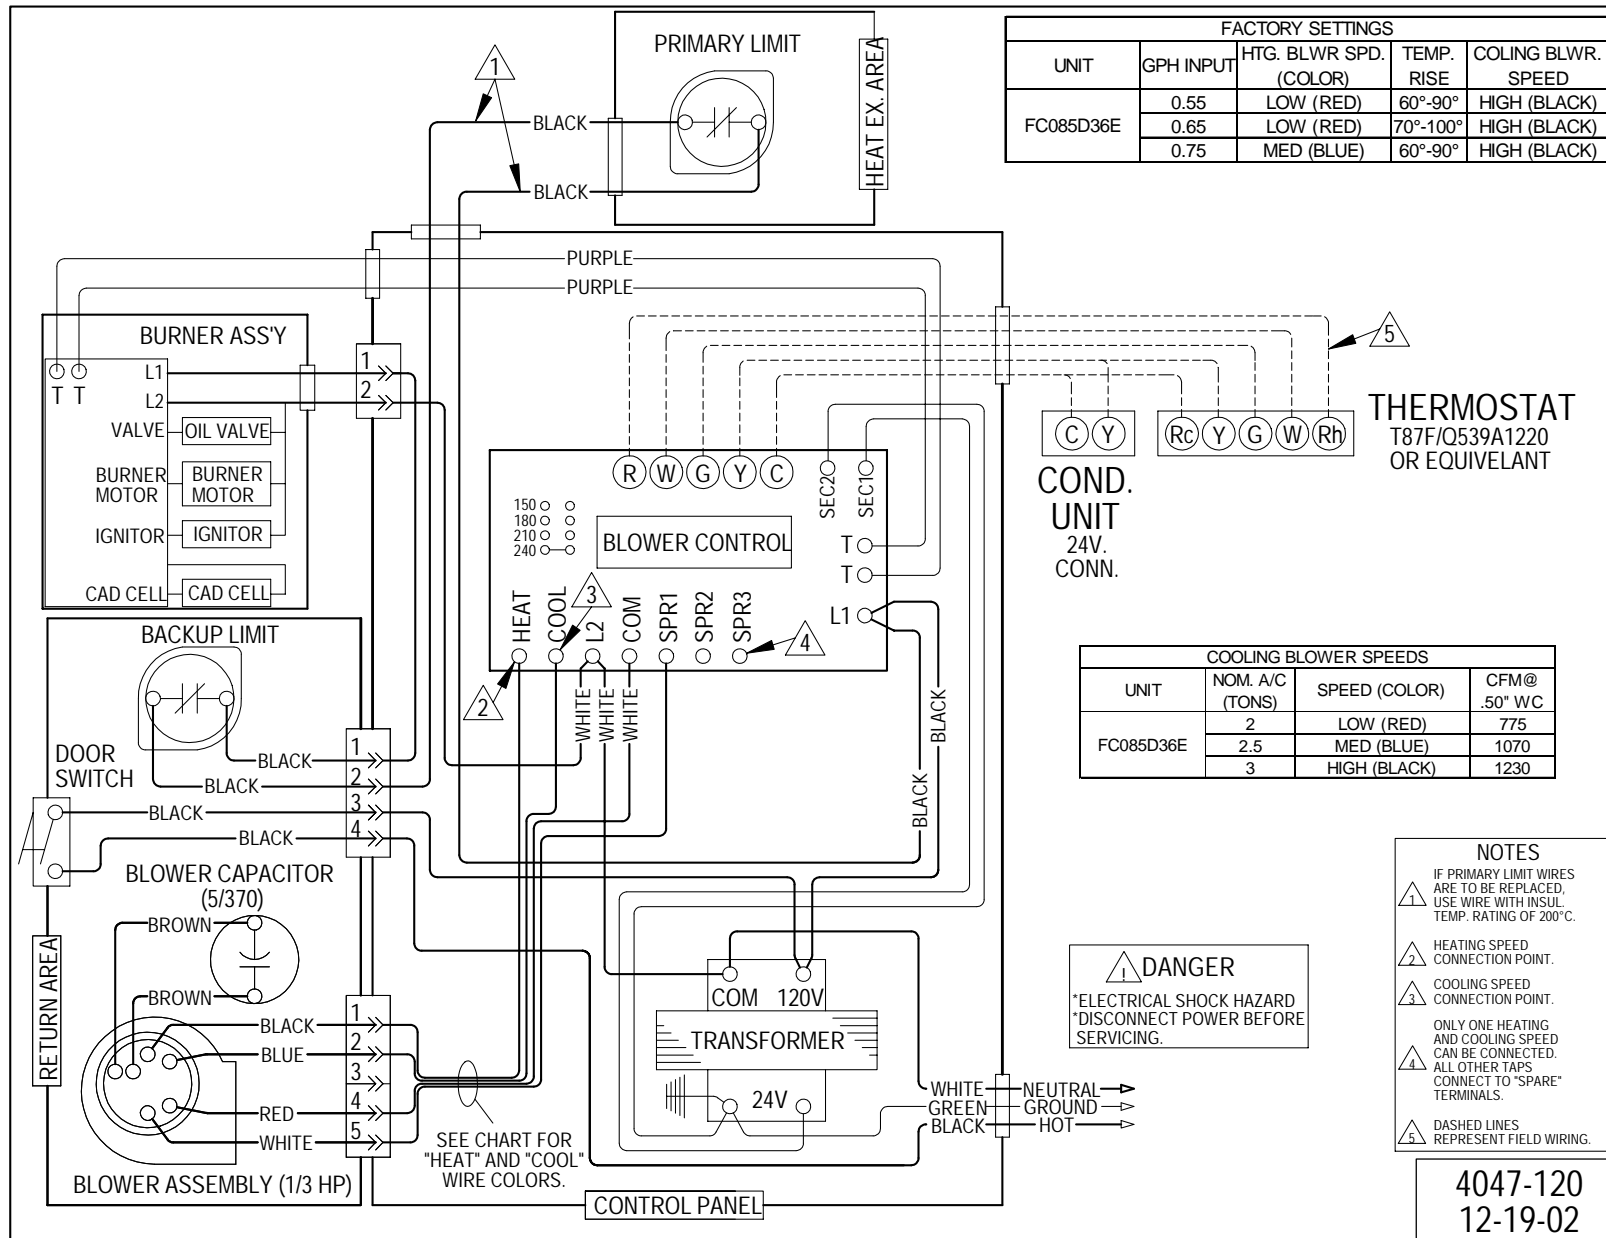 PRIMARY LIMIT
HEAT EX. AREA
1
BLACK
BLACK
FACTORY SETTINGS
UNIT GPH INPUT HTG. BLWR SPD. (COLOR) TEMP. RISE COLING BLWR. SPEED
FC085D36E
0.55 LOW (RED) 60°-90° HIGH (BLACK)
0.65 LOW (RED) 70°-100° HIGH (BLACK)
0.75 MED (BLUE) 60°-90° HIGH (BLACK)
PURPLE
PURPLE
BURNER ASS'Y
T T
L1
L2
1
2
VALVE OIL VALVE
BURNER MOTOR
BURNER MOTOR
IGNITOR IGNITOR
CAD CELL CAD CELL
5
THERMOSTAT
T87F/Q539A1220
OR EQUIVELANT
C Y
Rc Y G W Rh
COND.
UNIT
24V.
CONN.
R W G Y C
SEC2
SEC1
150
180
210
240
BLOWER CONTROL
T
T
L1
HEAT
COOL
L2
COM
SPR1
SPR2
SPR3
3
4
2
WHITE
WHITE
WHITE
BLACK
BLACK
BACKUP LIMIT
DOOR
SWITCH
BLACK
BLACK
BLACK
BLACK
1
2
3
4
COOLING BLOWER SPEEDS
UNIT NOM. A/C (TONS) SPEED (COLOR) CFM@ .50" WC
FC085D36E
2 LOW (RED) 775
2.5 MED (BLUE) 1070
3 HIGH (BLACK) 1230
BLOWER CAPACITOR
(5/370)
BROWN
BROWN
RETURN AREA
BLACK
BLUE
RED
WHITE
1
2
3
4
5
BLOWER ASSEMBLY (1/3 HP)
SEE CHART FOR
"HEAT" AND "COOL"
WIRE COLORS.
COM 120V
TRANSFORMER
24V
WHITE NEUTRAL
GREEN GROUND
BLACK HOT
CONTROL PANEL
! DANGER
*ELECTRICAL SHOCK HAZARD
*DISCONNECT POWER BEFORE
SERVICING.
NOTES
1
IF PRIMARY LIMIT WIRES
ARE TO BE REPLACED,
USE WIRE WITH INSUL.
TEMP. RATING OF 200°C.
2
HEATING SPEED
CONNECTION POINT.
3
COOLING SPEED
CONNECTION POINT.
4
ONLY ONE HEATING
AND COOLING SPEED
CAN BE CONNECTED.
ALL OTHER TAPS
CONNECT TO "SPARE"
TERMINALS.
5
DASHED LINES
REPRESENT FIELD WIRING.
4047-120
12-19-02